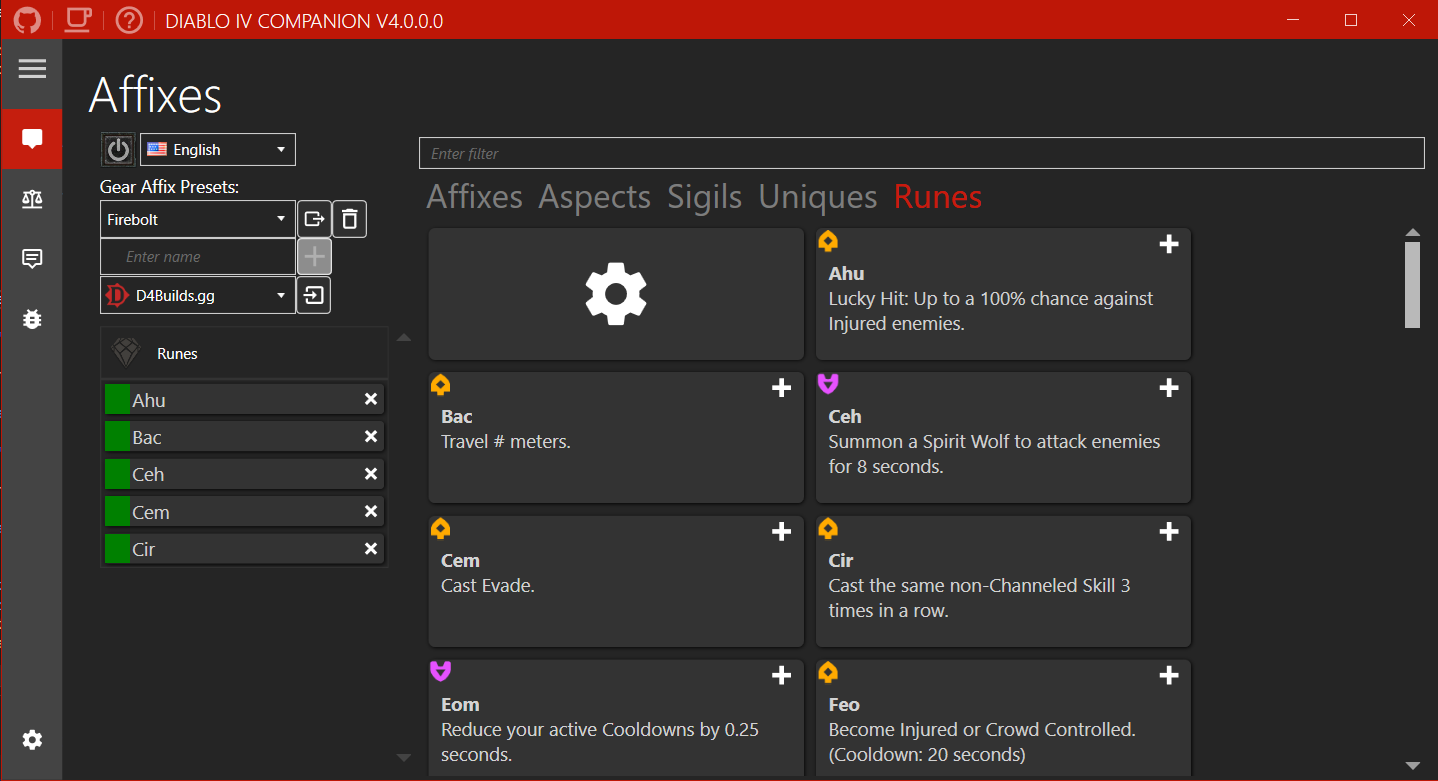 DIABLO IV COMPANION V4.0.0.0
Affixes
English
Enter filter
Gear Affix Presets:
Firebolt
Enter name
D4Builds.gg
Runes
Ahu
Bac
Ceh
Cem
Cir
Affixes Aspects Sigils Uniques Runes
Ahu
Lucky Hit: Up to a 100% chance against
Injured enemies.
Bac
Travel # meters.
Ceh
Summon a Spirit Wolf to attack enemies
for 8 seconds.
Cem
Cast Evade.
Cir
Cast the same non-Channeled Skill 3
times in a row.
Eom
Reduce your active Cooldowns by 0.25
seconds.
Feo
Become Injured or Crowd Controlled.
(Cooldown: 20 seconds)